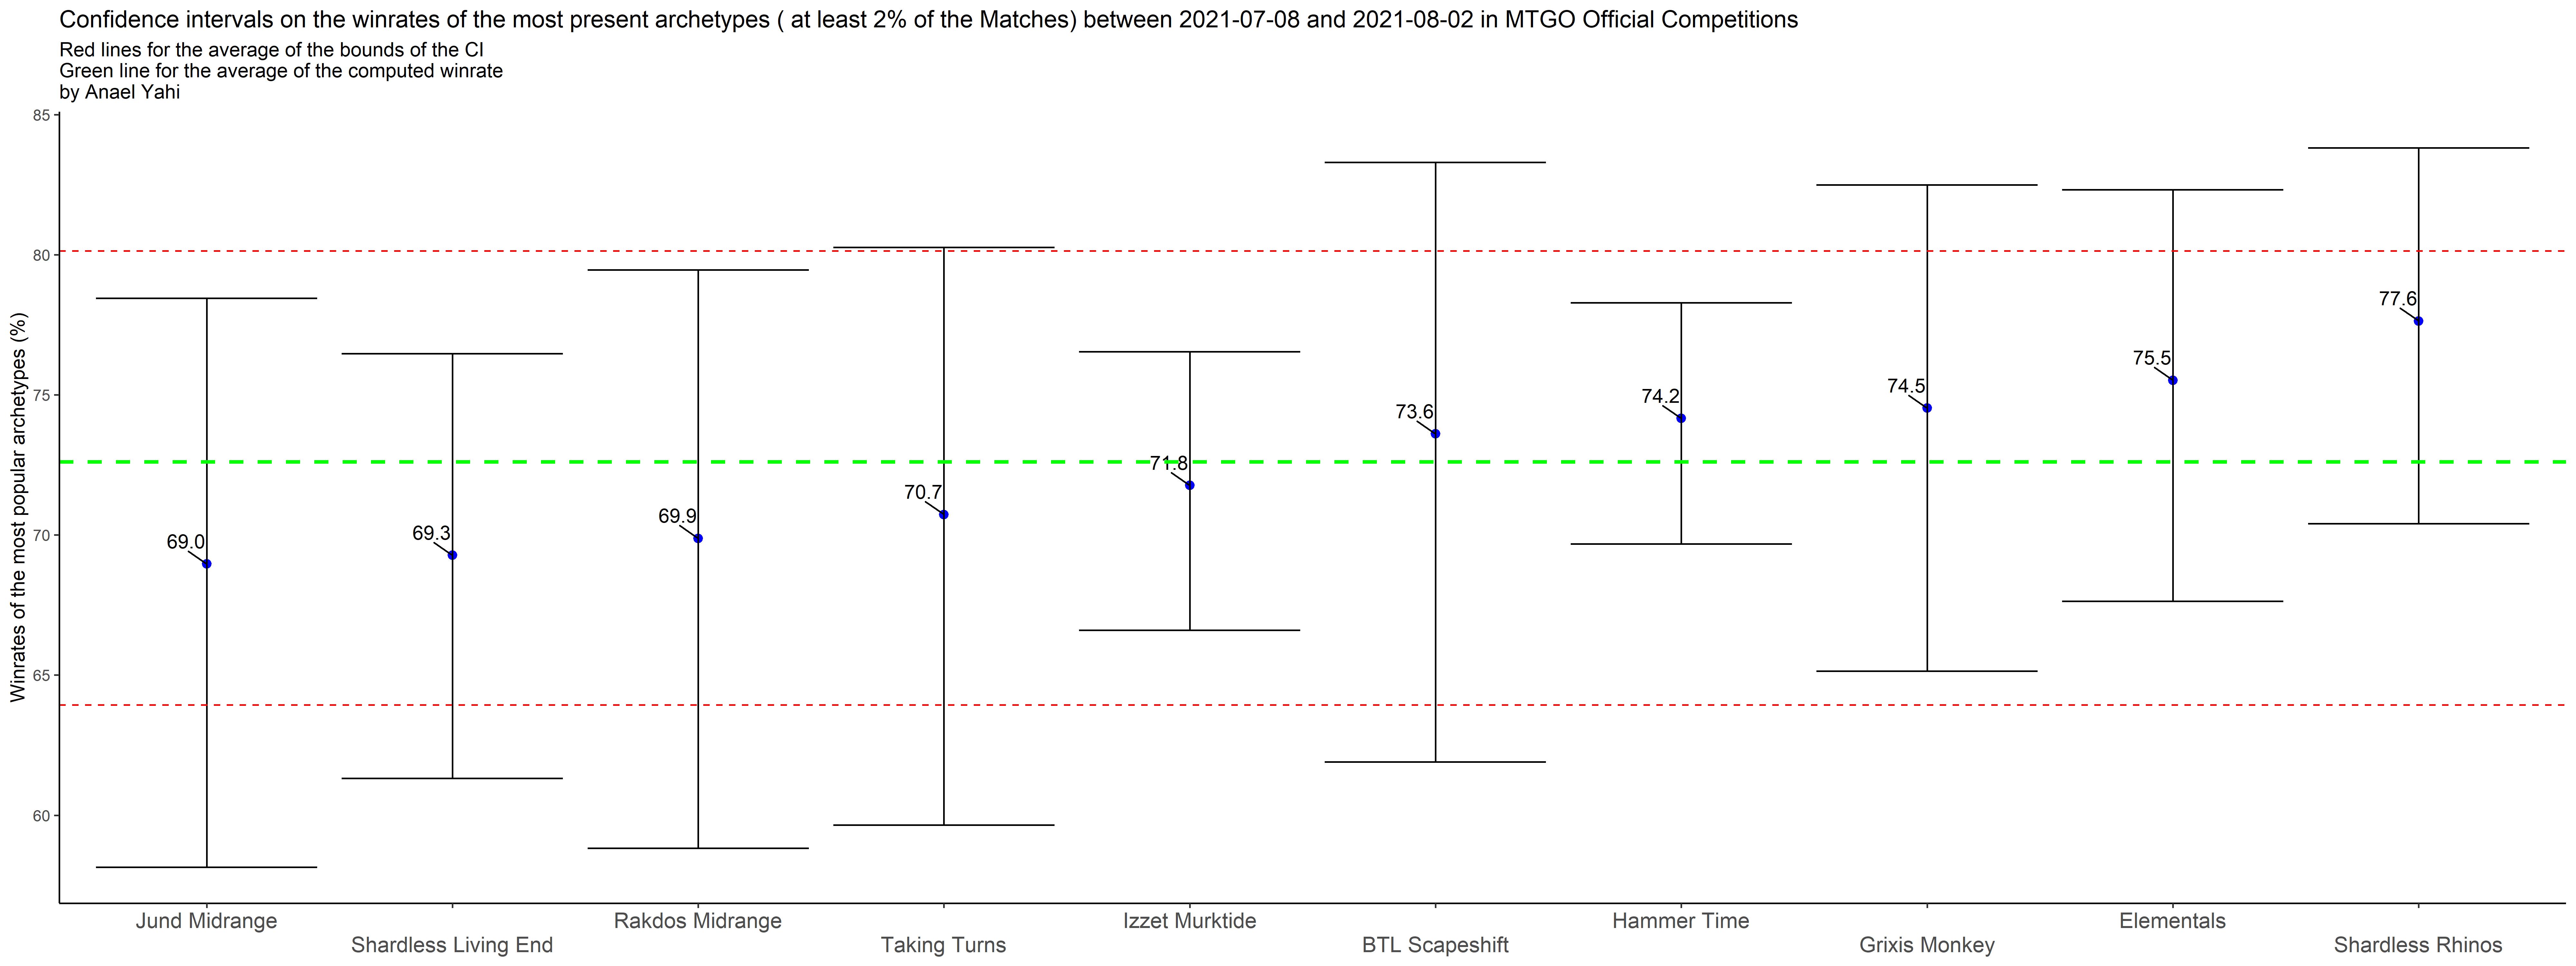 Confidence intervals on the winrates of the most present archetypes ( at least 2% of the Matches) between 2021-07-08 and 2021-08-02 in MTGO Official Competitions
Red lines for the average of the bounds of the CI
Green line for the average of the computed winrate
by Anael Yahi
Winrates of the most popular archetypes (%)
85
80
75
70
65
60
69.0
69.3
69.9
70.7
71.8
73.6
74.2
74.5
75.5
77.6
Jund Midrange
Shardless Living End
Rakdos Midrange
Taking Turns
Izzet Murktide
BTL Scapeshift
Hammer Time
Grixis Monkey
Elementals
Shardless Rhinos